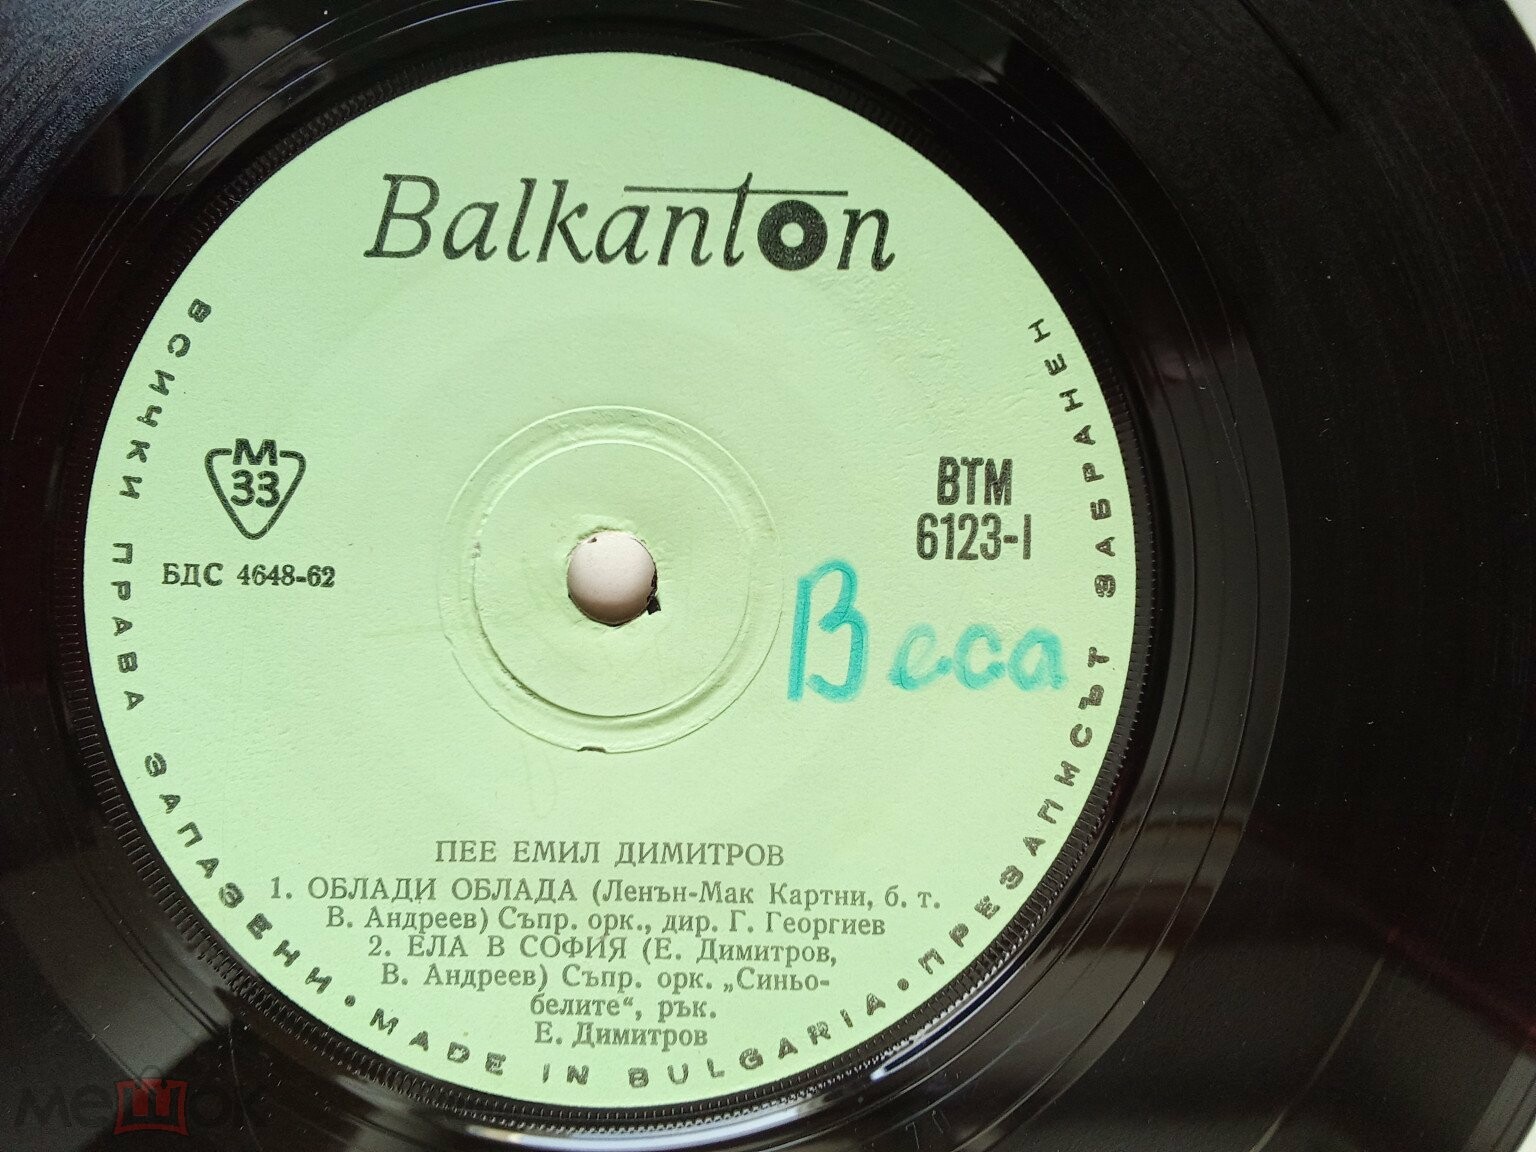 Balkanton
ВСИЧКИ ПРАВА ЗАПАЗЕНИ • MADE IN BULGARIA • ПРЕЗАПИСЪТ ЗАБРАНЕН
М
33
БДС 4648-62
ВТМ
6123-I
Веса
ПЕЕ ЕМИЛ ДИМИТРОВ
1. ОБЛАДИ ОБЛАДА (Ленън-Мак Картни, б. т.
В. Андреев) Съпр. орк., дир. Г. Георгиев
2. ЕЛА В СОФИЯ (Е. Димитров,
В. Андреев) Съпр. орк. „Синьо-
белите“, рък.
Е. Димитров
мешок